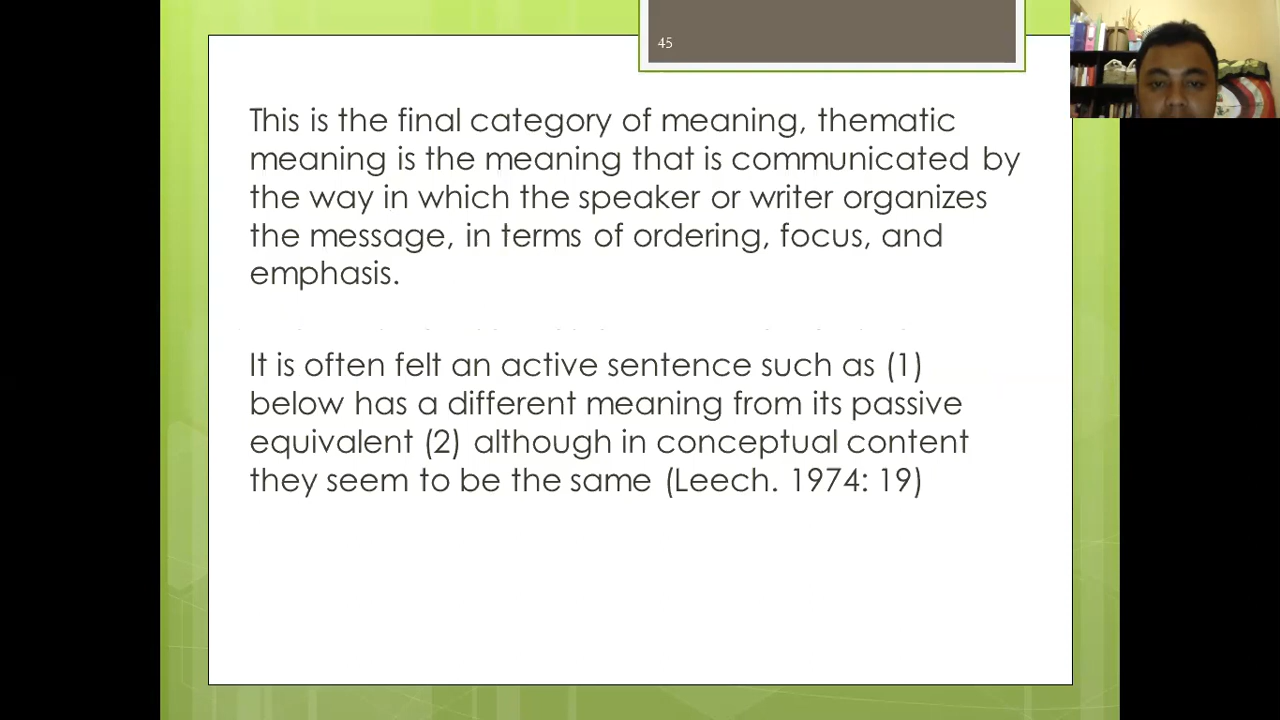 45
This is the final category of meaning, thematic
meaning is the meaning that is communicated by
the way in which the speaker or writer organizes
the message, in terms of ordering, focus, and
emphasis.
It is often felt an active sentence such as (1)
below has a different meaning from its passive
equivalent (2) although in conceptual content
they seem to be the same (Leech. 1974: 19)